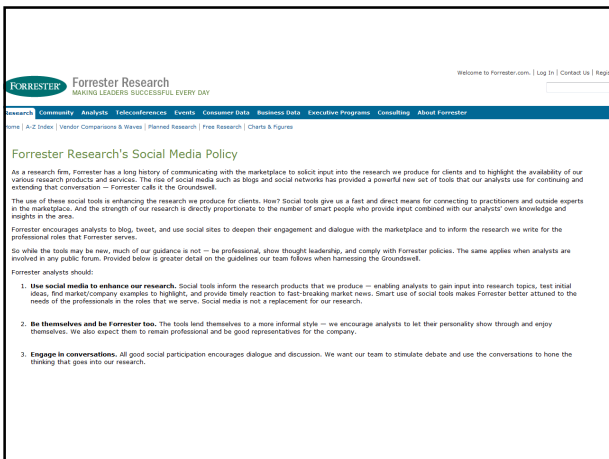 Welcome to Forrester.com. | Log In | Contact Us | Regi
FORRESTER® Forrester Research
MAKING LEADERS SUCCESSFUL EVERY DAY
Research Community Analysts Teleconferences Events Consumer Data Business Data Executive Programs Consulting About Forrester
Home | A-Z Index | Vendor Comparisons & Waves | Planned Research | Free Research | Charts & Figures
Forrester Research's Social Media Policy
As a research firm, Forrester has a long history of communicating with the marketplace to solicit input into the research we produce for clients and to highlight the availability of our
various research products and services. The rise of social media such as blogs and social networks has provided a powerful new set of tools that our analysts use for continuing and
extending that conversation — Forrester calls it the Groundswell.
The use of these social tools is enhancing the research we produce for clients. How? Social tools give us a fast and direct means for connecting to practitioners and outside experts
in the marketplace. And the strength of our research is directly proportionate to the number of smart people who provide input combined with our analysts' own knowledge and
insights in the area.
Forrester encourages analysts to blog, tweet, and use social sites to deepen their engagement and dialogue with the marketplace and to inform the research we write for the
professional roles that Forrester serves.
So while the tools may be new, much of our guidance is not — be professional, show thought leadership, and comply with Forrester policies. The same applies when analysts are
involved in any public forum. Provided below is greater detail on the guidelines our team follows when harnessing the Groundswell.
Forrester analysts should:
1. Use social media to enhance our research. Social tools inform the research products that we produce — enabling analysts to gain input into research topics, test initial
ideas, find market/company examples to highlight, and provide timely reaction to fast-breaking market news. Smart use of social tools makes Forrester better attuned to the
needs of the professionals in the roles that we serve. Social media is not a replacement for our research.
2. Be themselves and be Forrester too. The tools lend themselves to a more informal style — we encourage analysts to let their personality show through and enjoy
themselves. We also expect them to remain professional and be good representatives for the company.
3. Engage in conversations. All good social participation encourages dialogue and discussion. We want our team to stimulate debate and use the conversations to hone the
thinking that goes into our research.